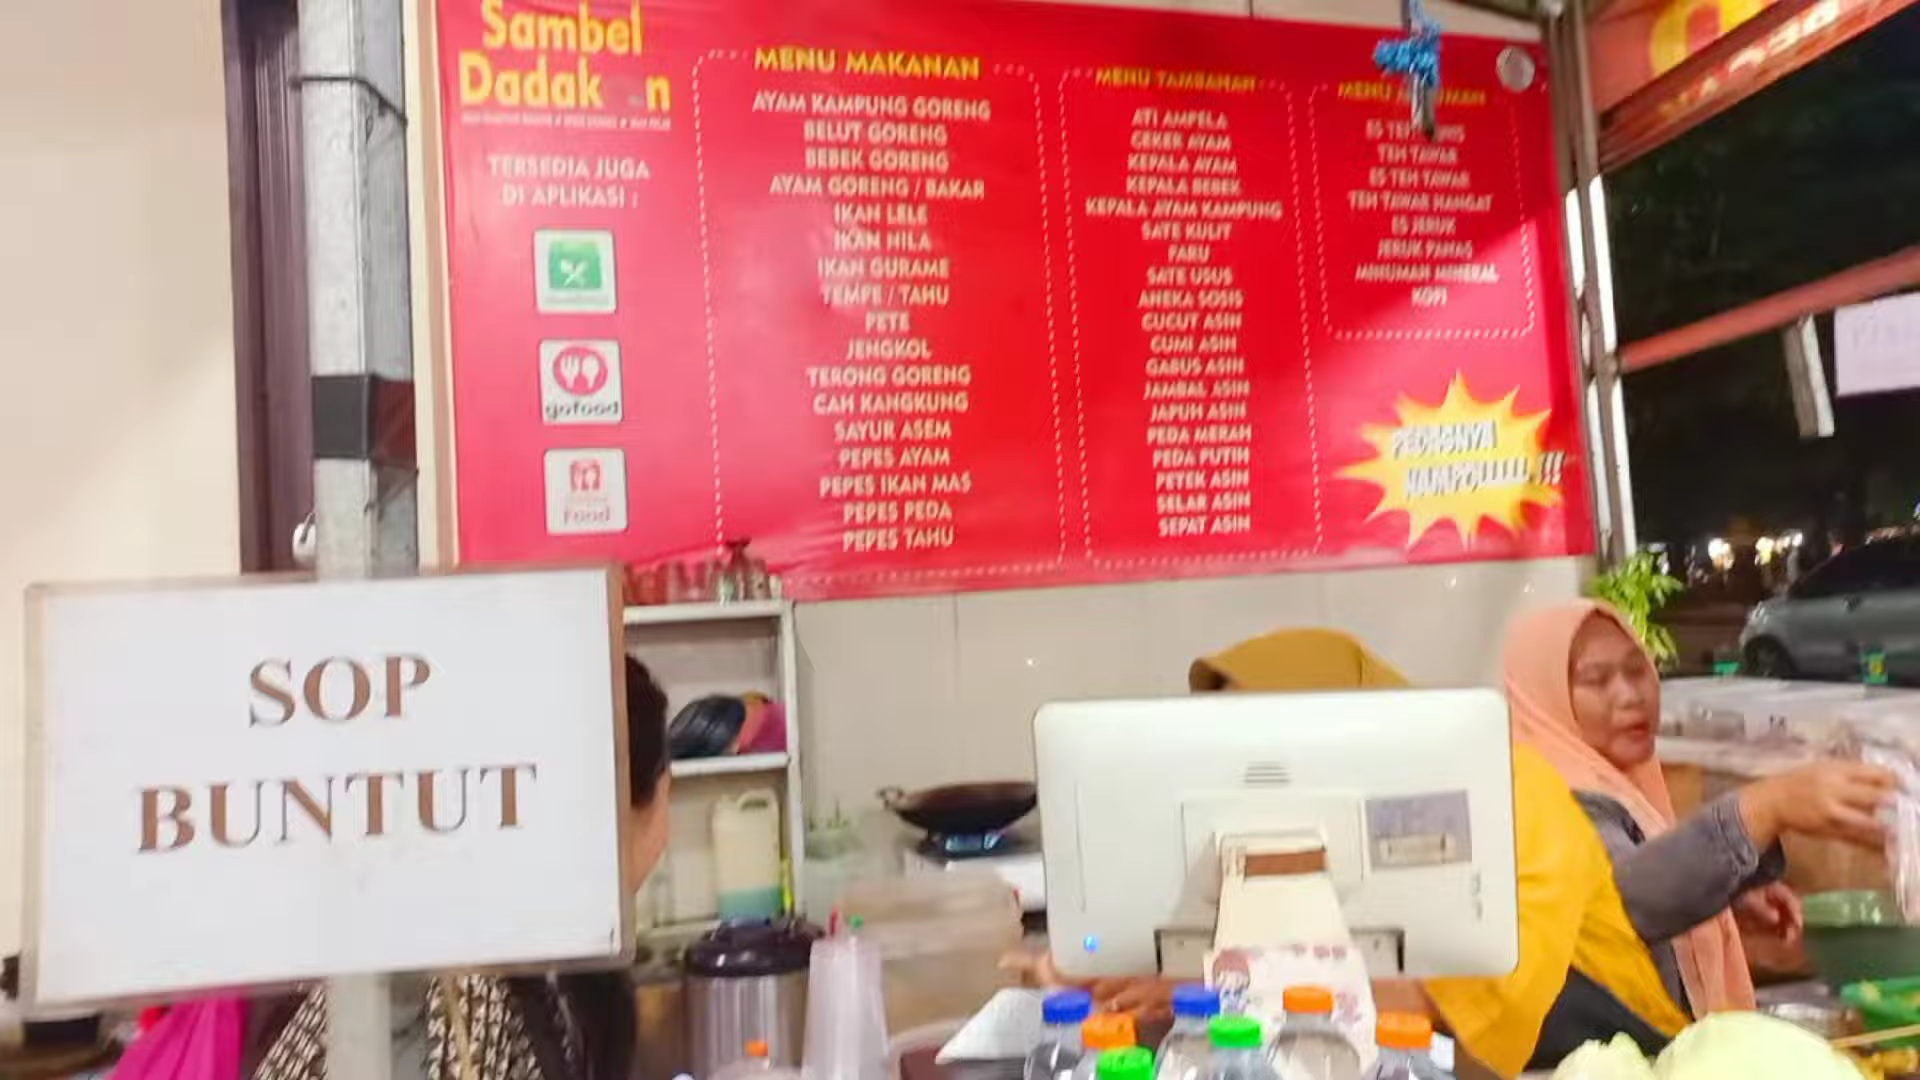 Sambel
Dadak n
TERSEDIA JUGA
DI APLIKASI :
gofood
Food
MENU MAKANAN
AYAM KAMPUNG GORENG
BELUT GORENG
BEBEK GORENG
AYAM GORENG / BAKAR
IKAN LELE
IKAN NILA
IKAN GURAME
TEMPE / TAHU
PETE
JENGKOL
TERONG GORENG
CAH KANGKUNG
SAYUR ASEM
PEPES AYAM
PEPES IKAN MAS
PEPES PEDA
PEPES TAHU
MENU TAMBAHAN
ATI AMPELA
CEKER AYAM
KEPALA AYAM
KEPALA BEBEK
KEPALA AYAM KAMPUNG
SATE KULIT
PARU
SATE USUS
ANEKA SOSIS
CUCUT ASIN
CUMI ASIN
GABUS ASIN
JAMBAL ASIN
JAPUH ASIN
PEDA MERAH
PEDA PUTIH
PETEK ASIN
SELAR ASIN
SEPAT ASIN
MENU
ES TEH
TEH TAWAR
ES TEH TAWAR
TEH TAWAR HANGAT
ES JERUK
JERUK PANAS
MINUMAN MINERAL
KOPI
PEDASNYA
SOP
BUNTUT